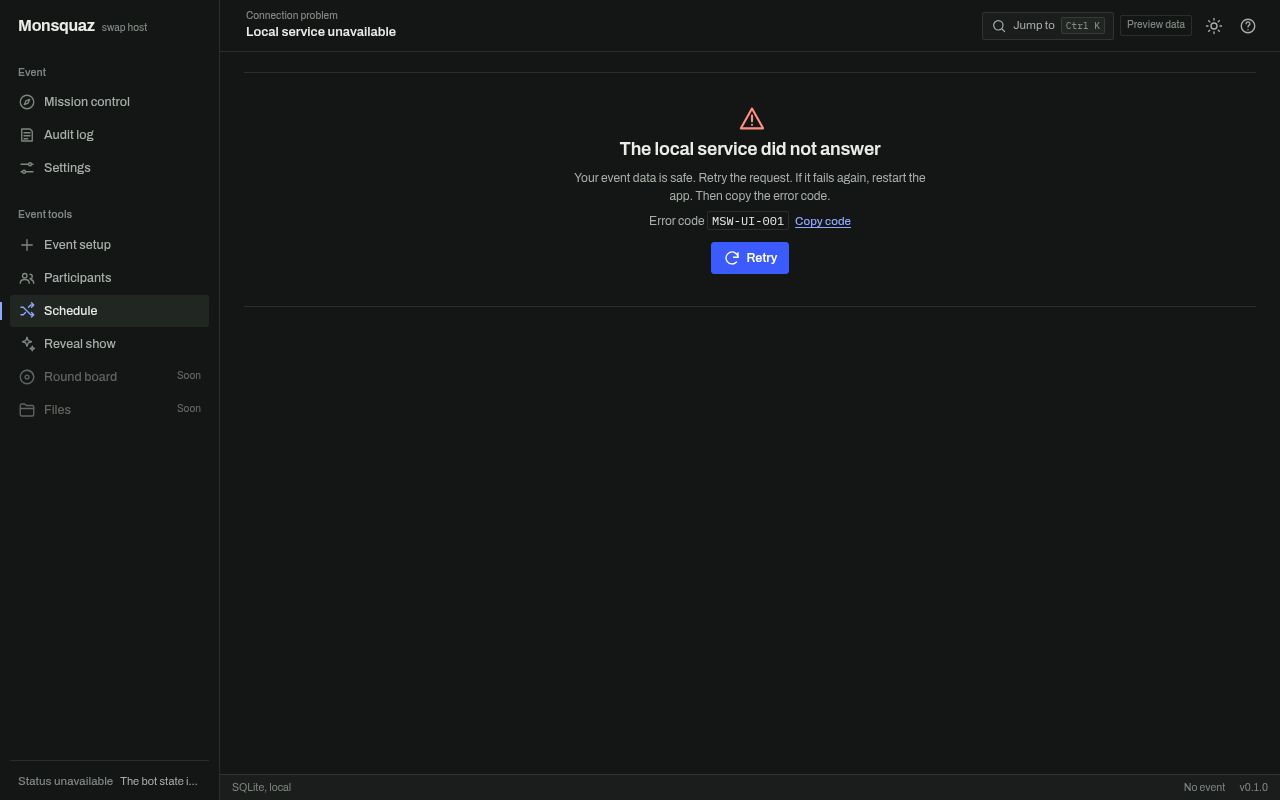 Monsquaz swap host
Event
Mission control
Audit log
Settings
Event tools
Event setup
Participants
Schedule
Reveal show
Round board Soon
Files Soon
Status unavailable The bot state i...
Connection problem
Local service unavailable
Jump to Ctrl K
Preview data
The local service did not answer
Your event data is safe. Retry the request. If it fails again, restart the
app. Then copy the error code.
Error code MSW-UI-001 Copy code
Retry
SQLite, local
No event v0.1.0